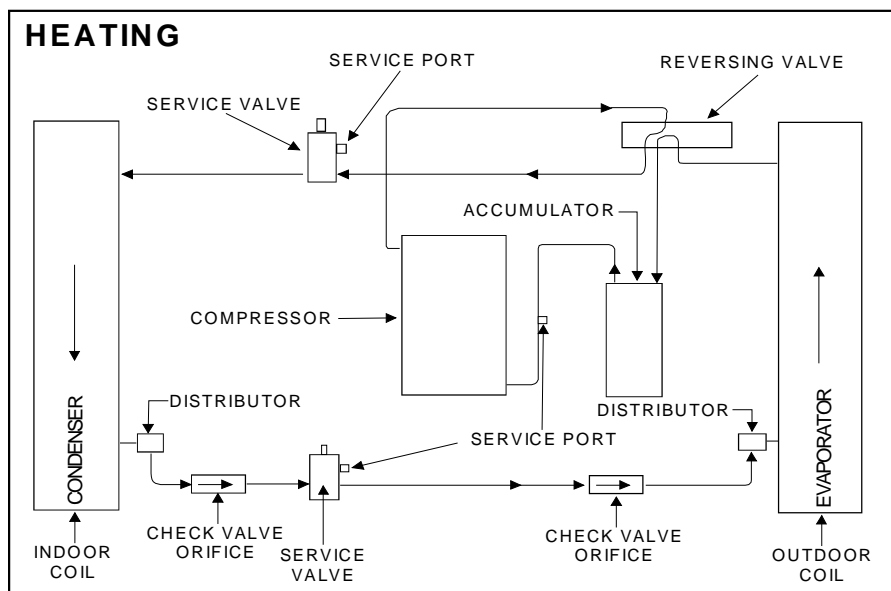 HEATING
SERVICE PORT
REVERSING VALVE
SERVICE VALVE
ACCUMULATOR
COMPRESSOR
DISTRIBUTOR
DISTRIBUTOR
SERVICE PORT
CONDENSER
EVAPORATOR
INDOOR
COIL
CHECK VALVE
ORIFICE
SERVICE
VALVE
CHECK VALVE
ORIFICE
OUTDOOR
COIL